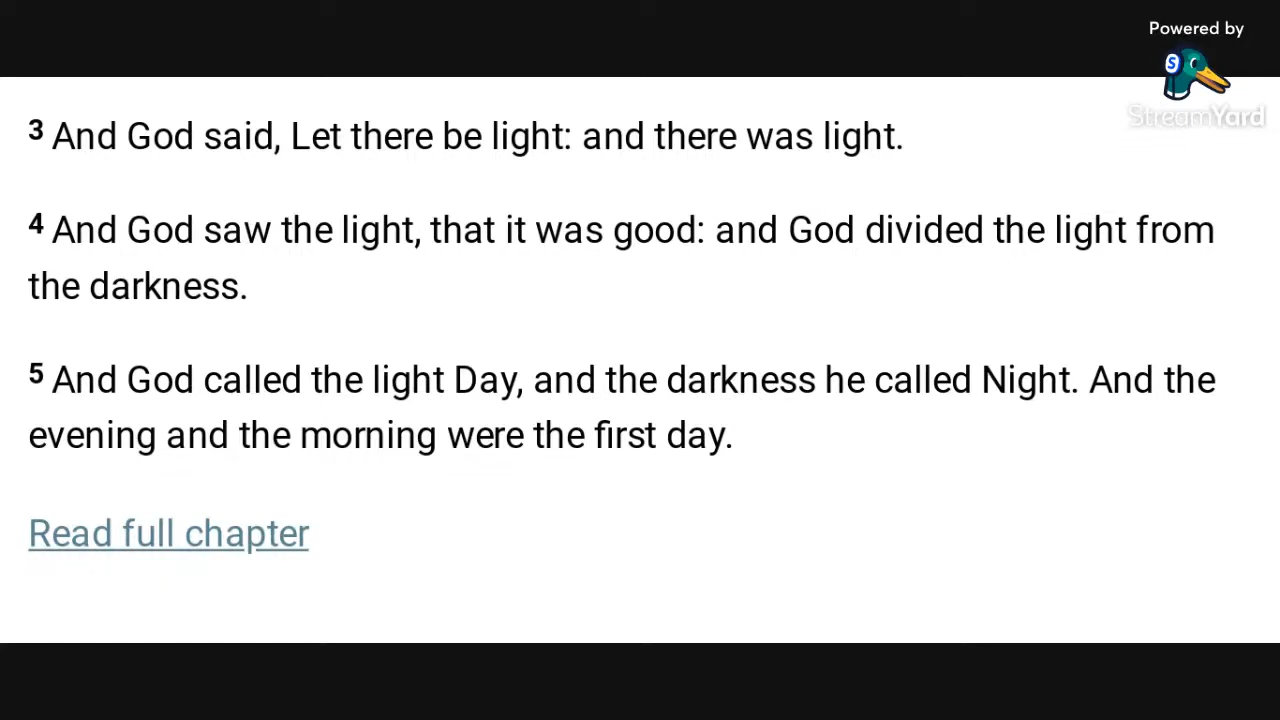 Powered by
S
StreamYard
3 And God said, Let there be light: and there was light.
4 And God saw the light, that it was good: and God divided the light from
the darkness.
5 And God called the light Day, and the darkness he called Night. And the
evening and the morning were the first day.
Read full chapter